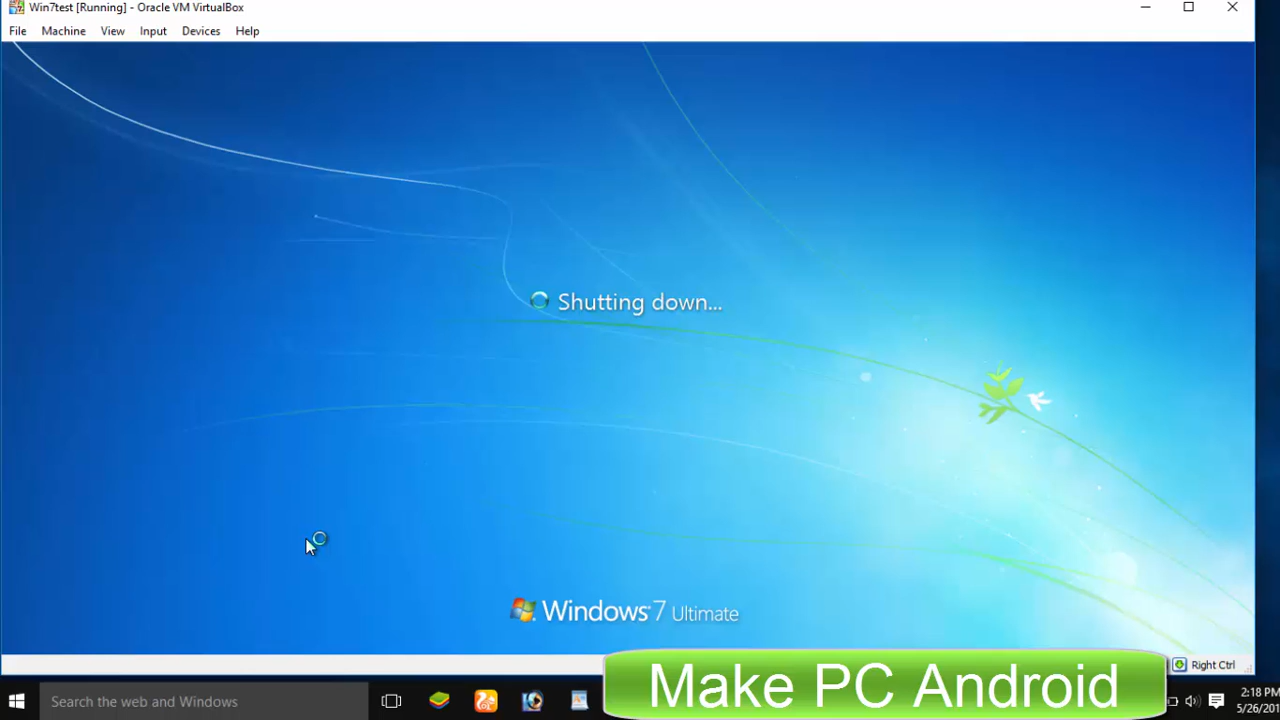 Win7test [Running] - Oracle VM VirtualBox
File Machine View Input Devices Help
Shutting down...
Windows 7 Ultimate
Right Ctrl
Make PC Android
Search the web and Windows
2:18 PM
5/26/201